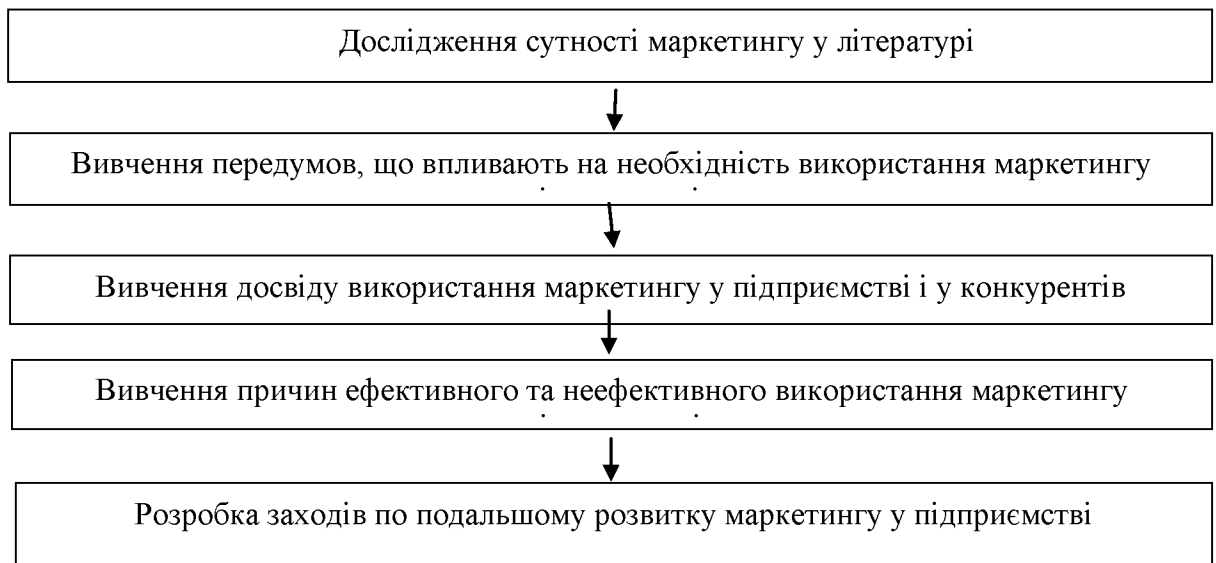 Дослідження сутності маркетингу у літературі
Вивчення передумов, що впливають на необхідність використання маркетингу
Вивчення досвіду використання маркетингу у підприємстві і у конкурентів
Вивчення причин ефективного та неефективного використання маркетингу
Розробка заходів по подальшому розвитку маркетингу у підприємстві